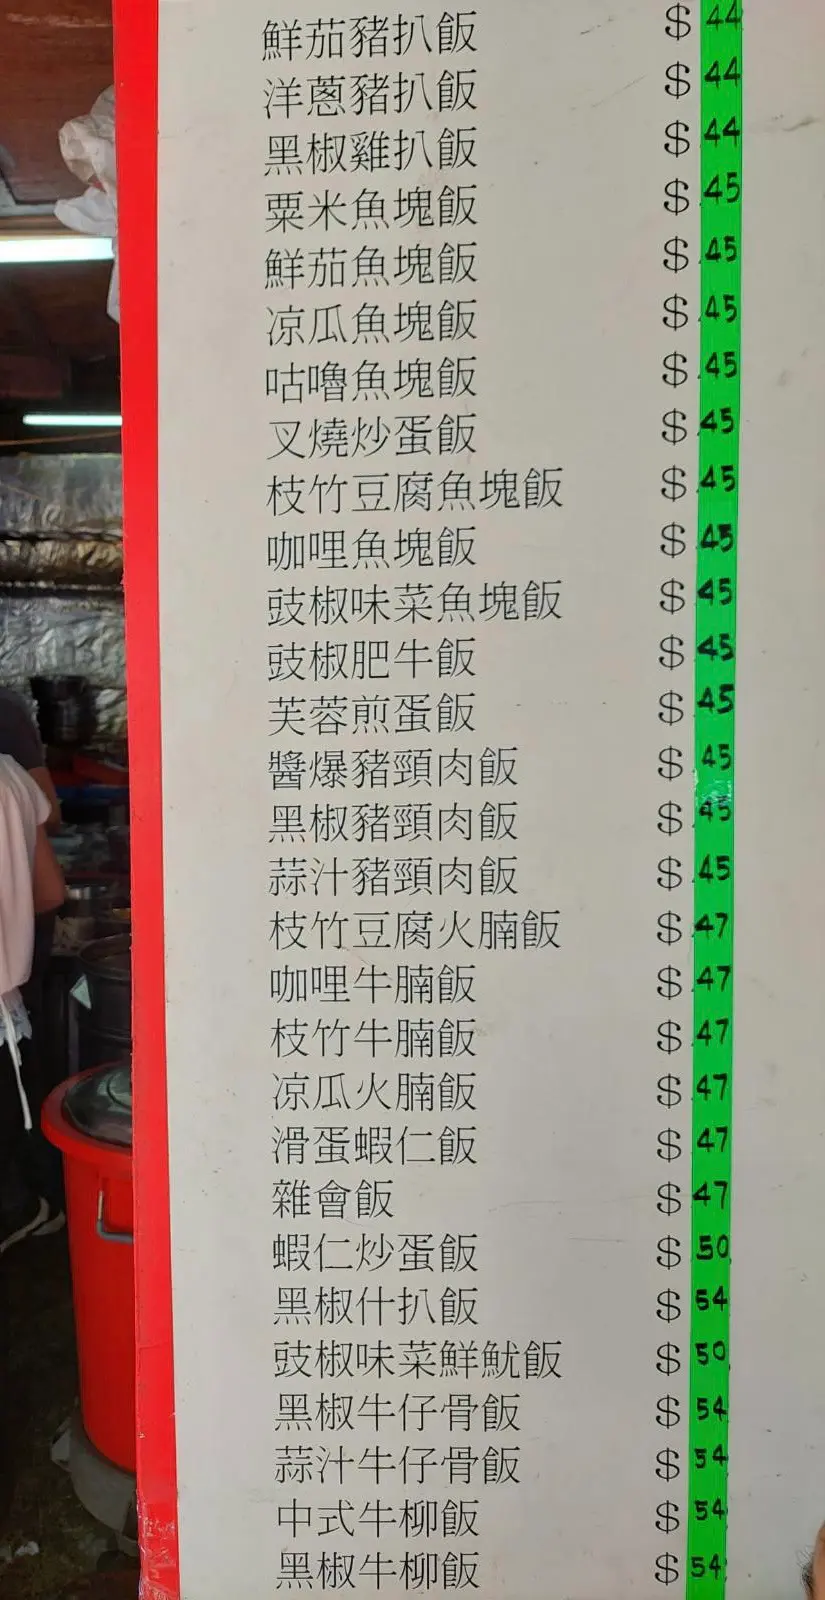 鮮茄豬扒飯 $44
洋蔥豬扒飯 $44
黑椒雞扒飯 $44
粟米魚塊飯 $45
鮮茄魚塊飯 $45
凉瓜魚塊飯 $45
咕嚕魚塊飯 $45
叉燒炒蛋飯 $45
枝竹豆腐魚塊飯 $45
咖哩魚塊飯 $45
豉椒味菜魚塊飯 $45
豉椒肥牛飯 $45
芙蓉煎蛋飯 $45
醬爆豬頸肉飯 $45
黑椒豬頸肉飯 $45
蒜汁豬頸肉飯 $45
枝竹豆腐火腩飯 $47
咖哩牛腩飯 $47
枝竹牛腩飯 $47
凉瓜火腩飯 $47
滑蛋蝦仁飯 $47
雜會飯 $47
蝦仁炒蛋飯 $50
黑椒什扒飯 $54
豉椒味菜鮮魷飯 $50
黑椒牛仔骨飯 $54
蒜汁牛仔骨飯 $54
中式牛柳飯 $54
黑椒牛柳飯 $54